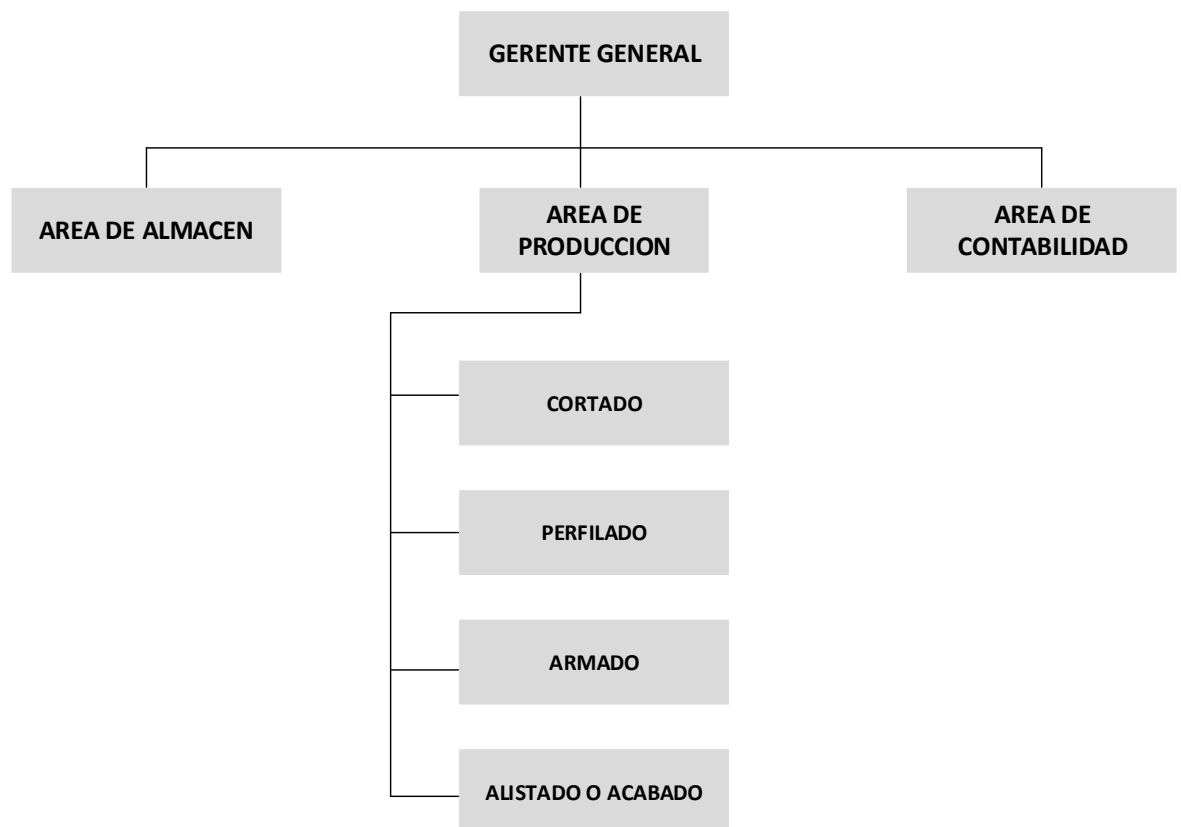 GERENTE GENERAL
AREA DE ALMACEN
AREA DE
PRODUCCION
AREA DE
CONTABILIDAD
CORTADO
PERFILADO
ARMADO
ALISTADO O ACABADO